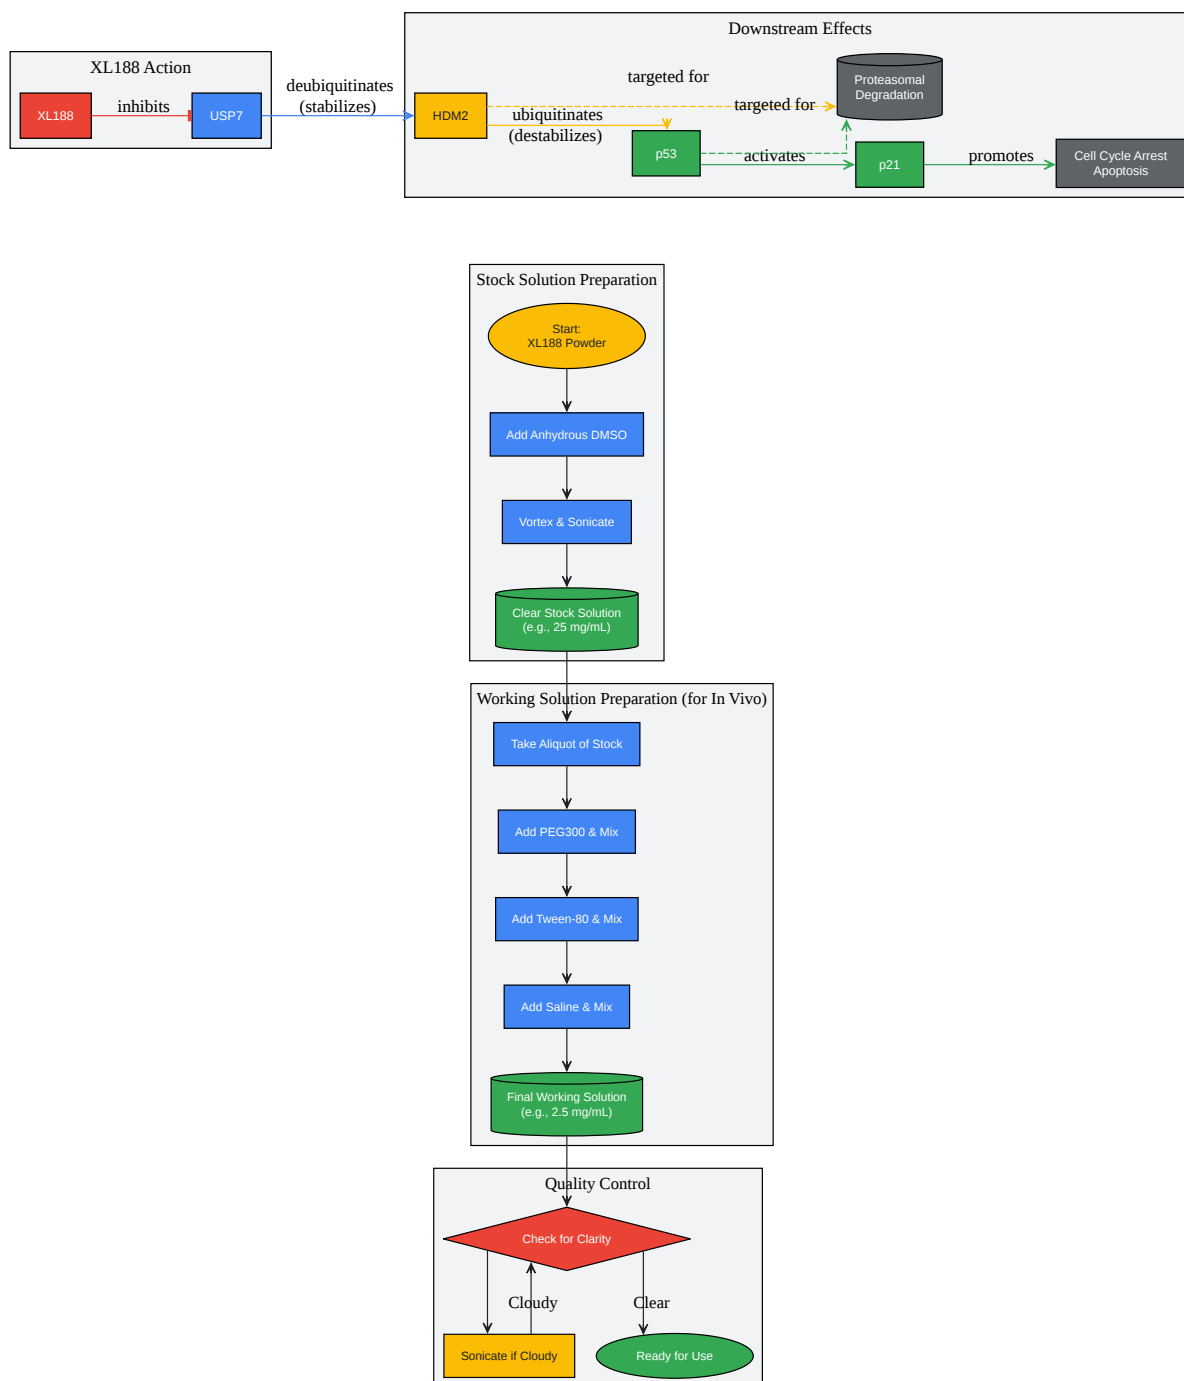 Downstream Effects
XL188 Action
XL188
inhibits
USP7
deubiquitinates
(stabilizes)
HDM2
targeted for
targeted for
ubiquitinates
(destabilizes)
Proteasomal
Degradation
p53
activates
p21
promotes
Cell Cycle Arrest
Apoptosis
Stock Solution Preparation
Start:
XL188 Powder
Add Anhydrous DMSO
Vortex & Sonicate
Clear Stock Solution
(e.g., 25 mg/mL)
Working Solution Preparation (for In Vivo)
Take Aliquot of Stock
Add PEG300 & Mix
Add Tween-80 & Mix
Add Saline & Mix
Final Working Solution
(e.g., 2.5 mg/mL)
Quality Control
Check for Clarity
Cloudy
Clear
Sonicate if Cloudy
Ready for Use